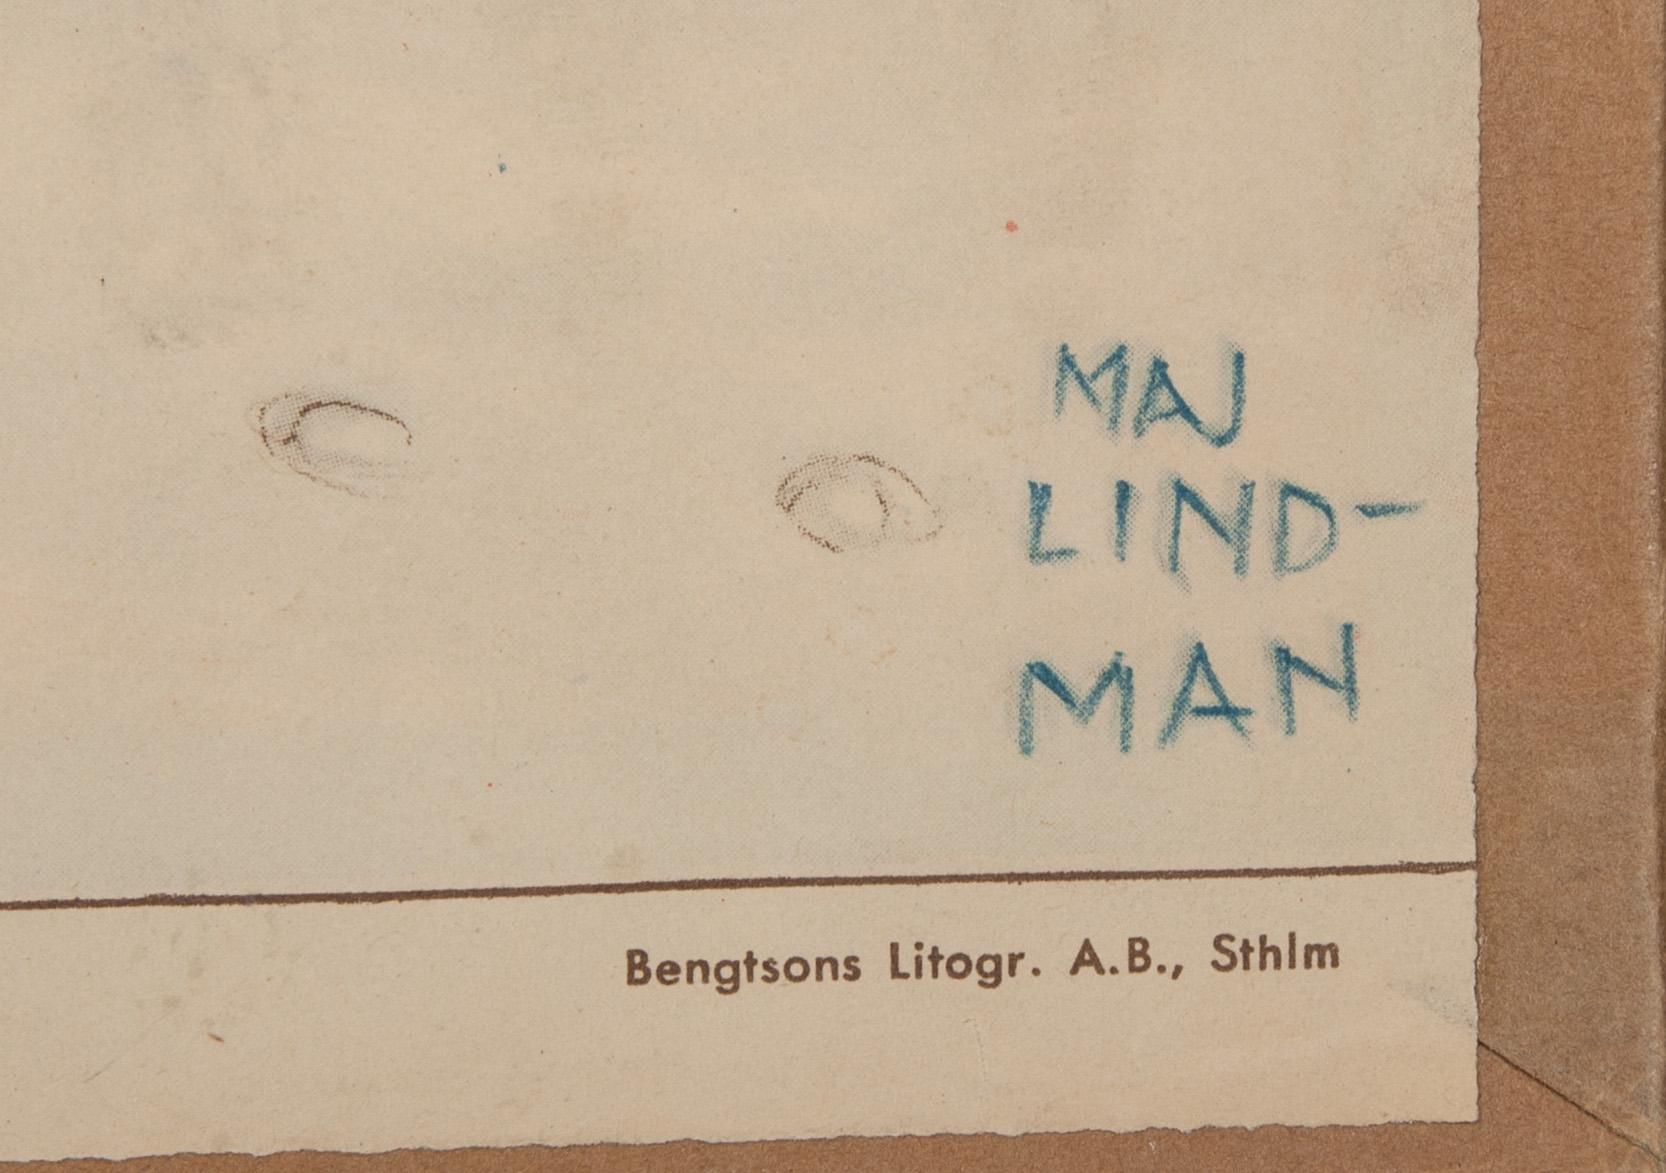 MAJ
LIND-
MAN
Bengtsons Litogr. A.B., Sthlm